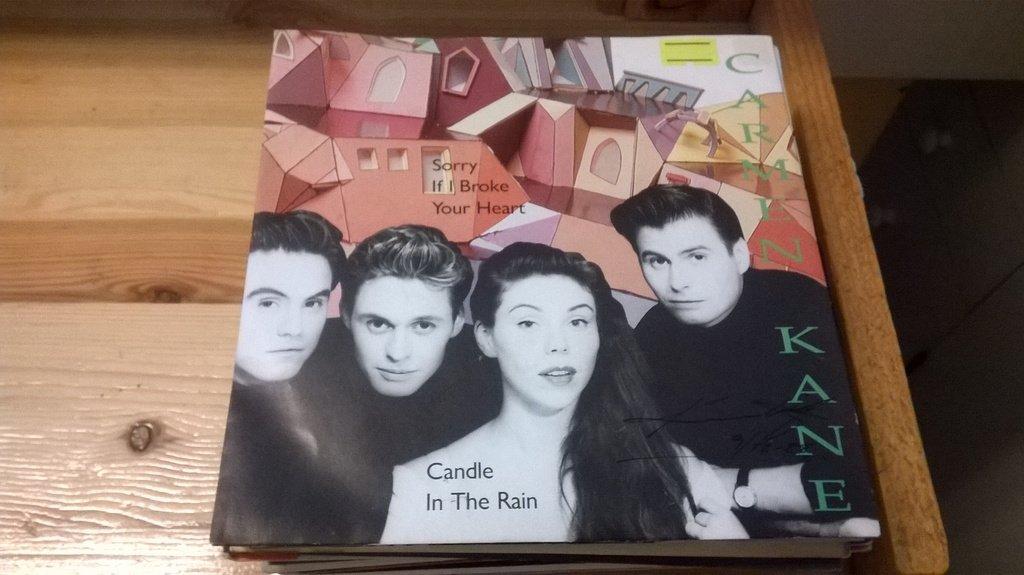 CARMEN KANE
Sorry
If I Broke
Your Heart
Candle
In The Rain